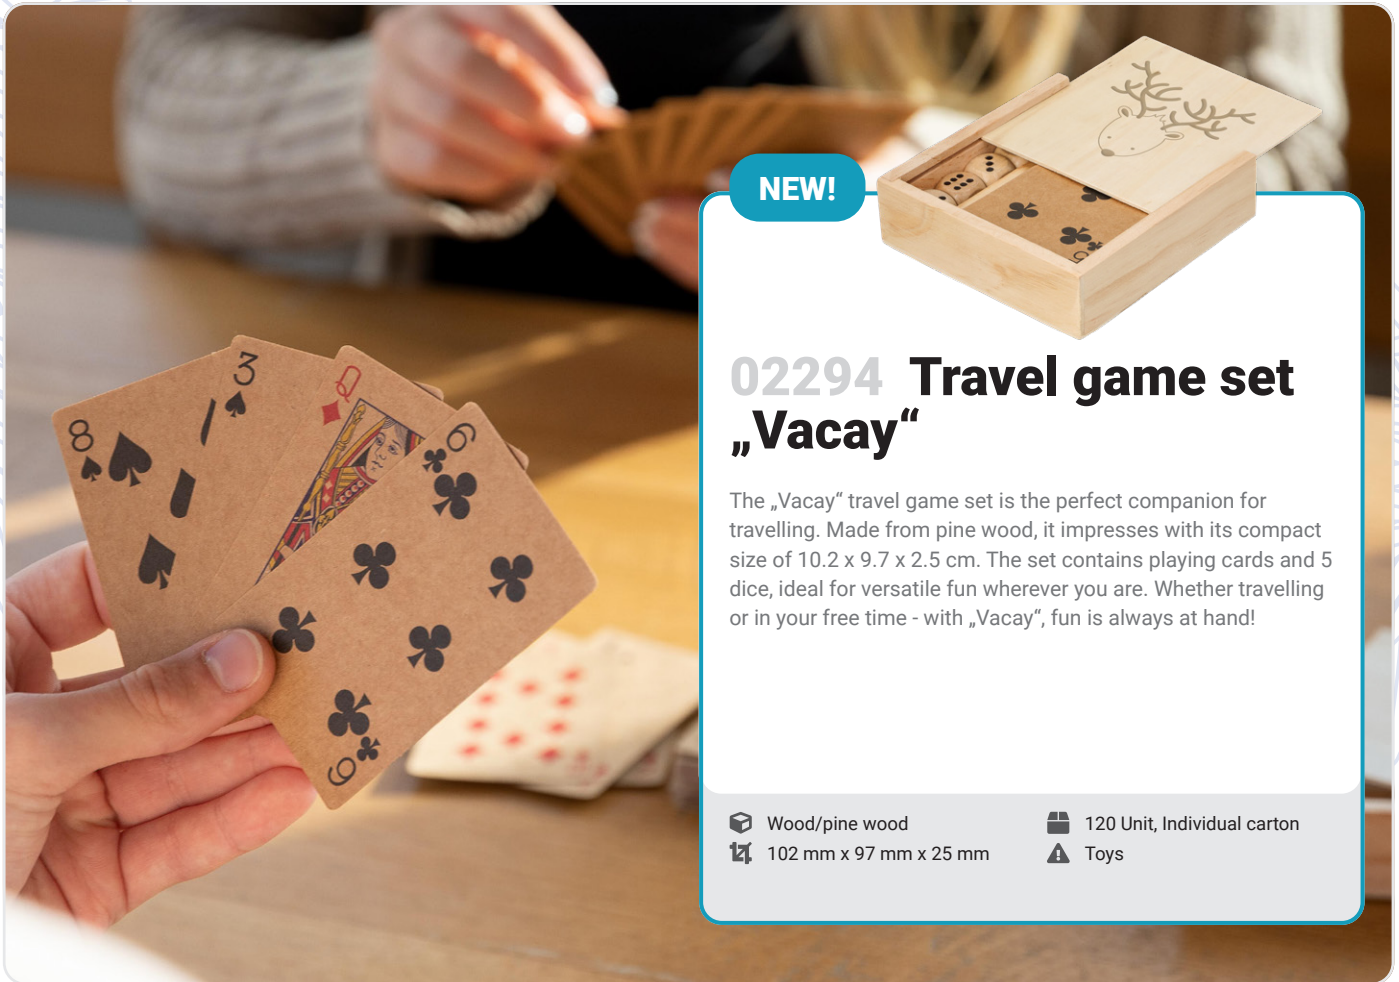 NEW!
02294 Travel game set
„Vacay“
The „Vacay“ travel game set is the perfect companion for
travelling. Made from pine wood, it impresses with its compact
size of 10.2 x 9.7 x 2.5 cm. The set contains playing cards and 5
dice, ideal for versatile fun wherever you are. Whether travelling
or in your free time - with „Vacay“, fun is always at hand!
Wood/pine wood
120 Unit, Individual carton
102 mm x 97 mm x 25 mm
Toys
8
3
Q
6
6